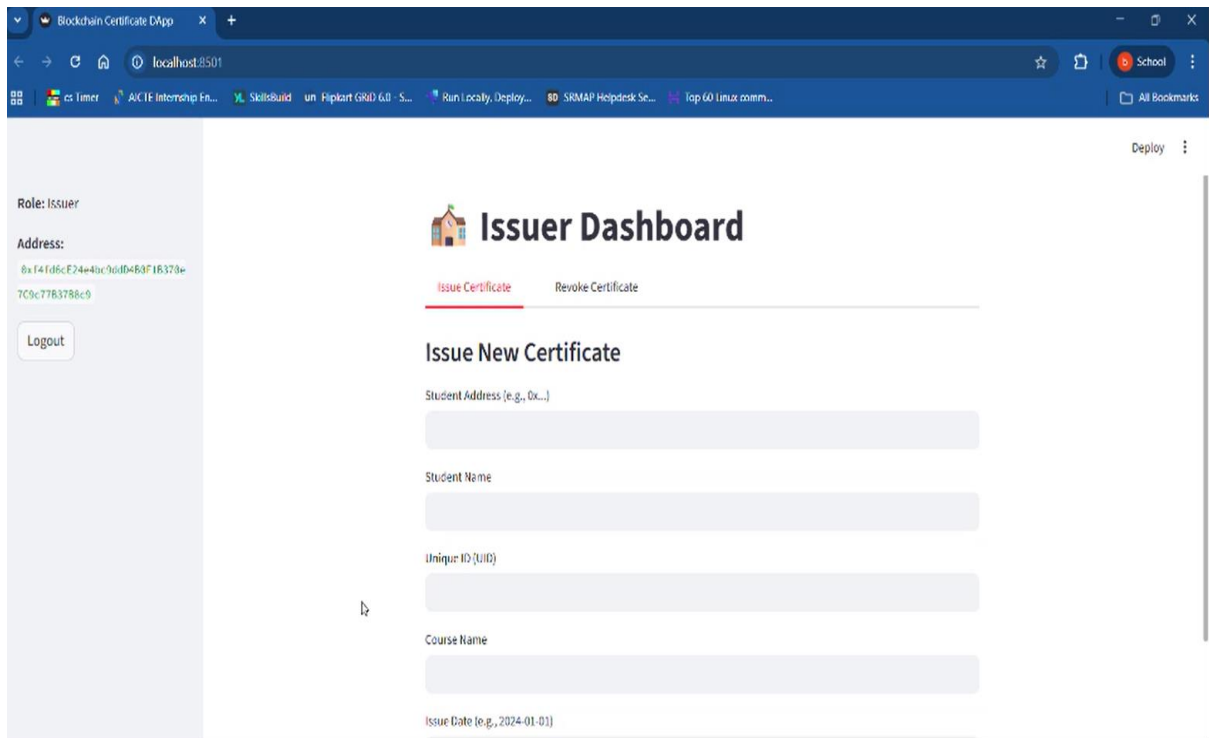 Blockchain Certificate DApp
localhost:8501
School
cs Timer
AICTE Internship En...
SkillsBuild
un Flipkart GRiD 6.0 - S...
Run Locally, Deploy...
SRMAP Helpdesk Se...
Top 60 Linux comm...
All Bookmarks
Deploy
Role: Issuer
Address:
Issuer Dashboard
Issue Certificate
Revoke Certificate
Logout
Issue New Certificate
Student Address (e.g., 0x...)
Student Name
Unique ID (UID)
Course Name
Issue Date (e.g., 2024-01-01)